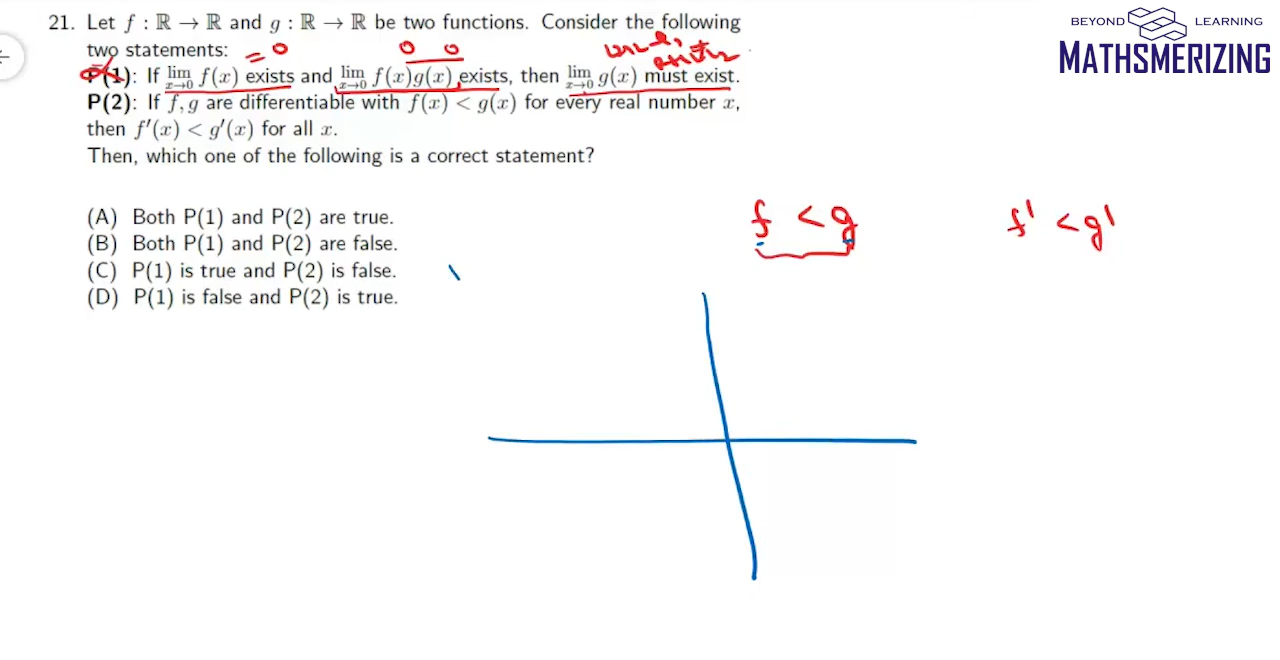 21. Let f : ℝ → ℝ and g : ℝ → ℝ be two functions. Consider the following
two statements:
= 0
0 0
P(1): If lim_{x→0} f(x) exists and lim_{x→0} f(x)g(x) exists, then lim_{x→0} g(x) must exist.
P(2): If f, g are differentiable with f(x) < g(x) for every real number x,
then f′(x) < g′(x) for all x.
Then, which one of the following is a correct statement?
(A) Both P(1) and P(2) are true.
(B) Both P(1) and P(2) are false.
(C) P(1) is true and P(2) is false.
(D) P(1) is false and P(2) is true.
f < g
f' < g'
BEYOND LEARNING
MATHSMERIZING